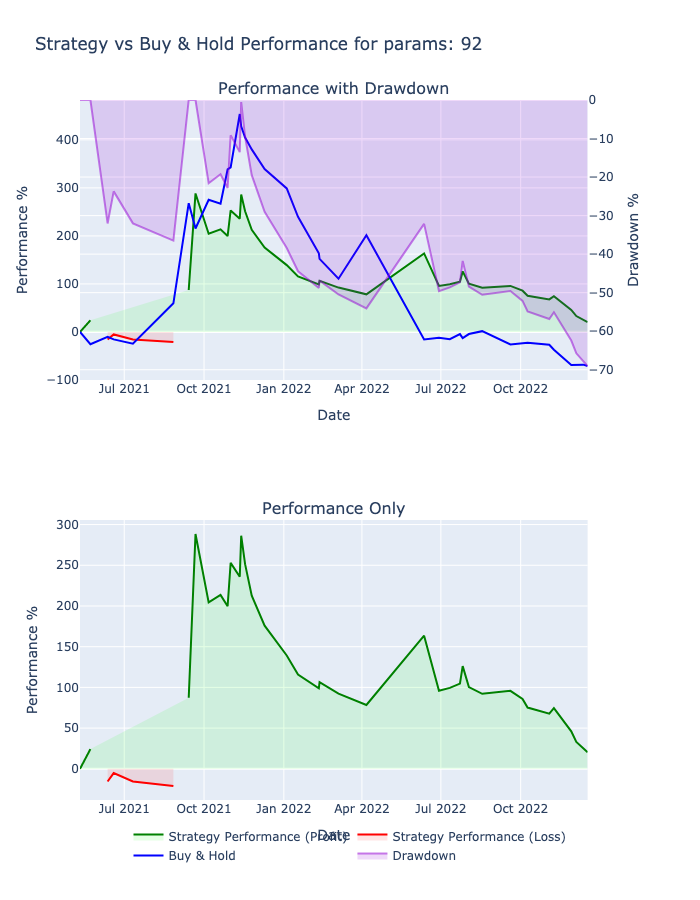 Strategy vs Buy & Hold Performance for params: 92
Performance with Drawdown
400
300
200
100
0
−100
0
−10
−20
−30
−40
−50
−60
−70
Performance %
Drawdown %
Jul 2021 Oct 2021 Jan 2022 Apr 2022 Jul 2022 Oct 2022
Date
Performance Only
300
250
200
150
100
50
0
Performance %
Jul 2021 Oct 2021 Jan 2022 Apr 2022 Jul 2022 Oct 2022
Date
Strategy Performance (Profit) Strategy Performance (Loss)
Buy & Hold Drawdown